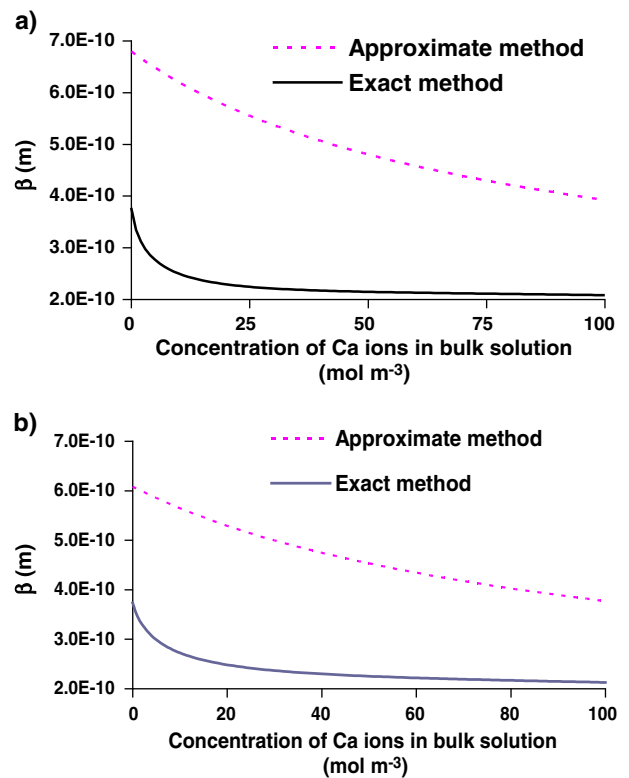 a)
7.0E-10
Approximate method
Exact method
6.0E-10
5.0E-10
β (m)
4.0E-10
3.0E-10
2.0E-10
0 25 50 75 100
Concentration of Ca ions in bulk solution
(mol m-3)
b)
7.0E-10
Approximate method
6.0E-10
Exact method
5.0E-10
β (m)
4.0E-10
3.0E-10
2.0E-10
0 20 40 60 80 100
Concentration of Ca ions in bulk solution
(mol m-3)